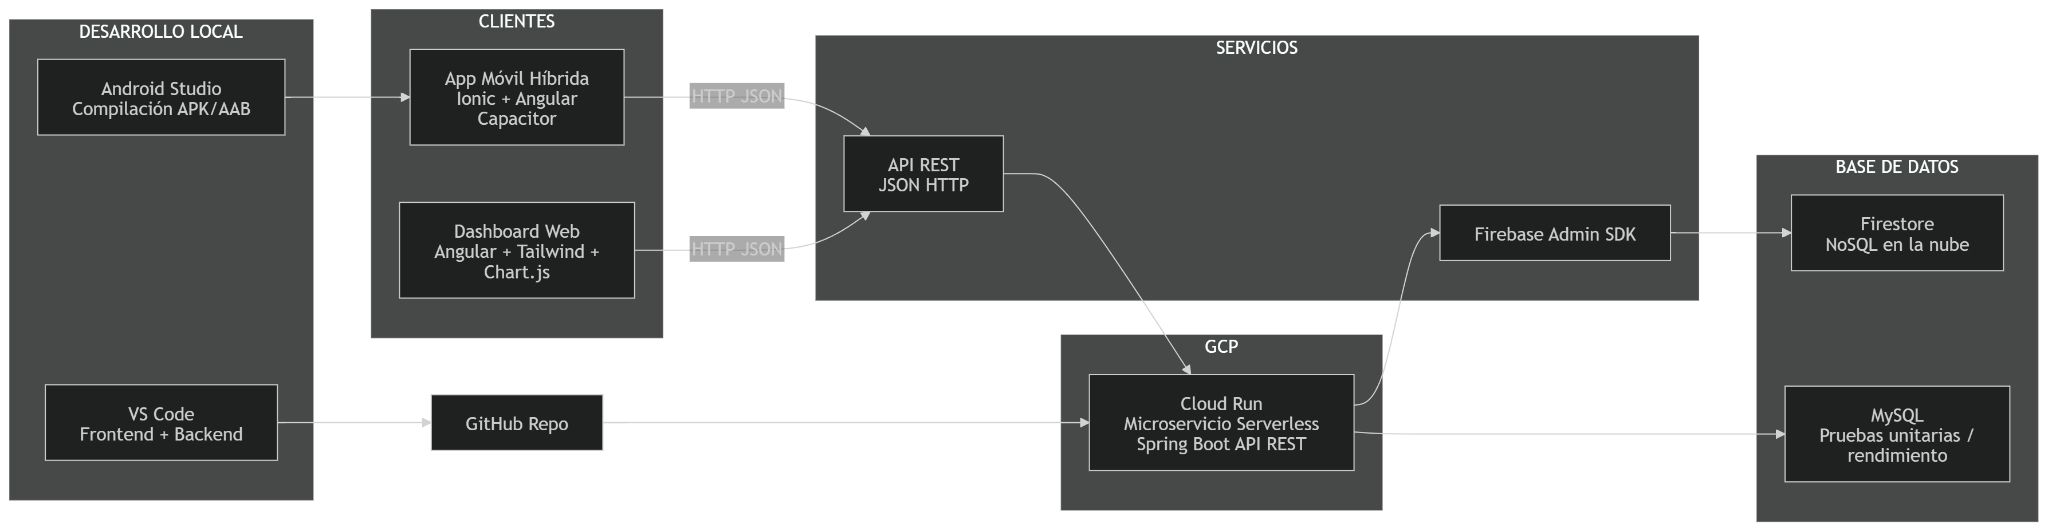 DESARROLLO LOCAL
Android Studio
Compilación APK/AAB
VS Code
Frontend + Backend
CLIENTES
App Móvil Híbrida
Ionic + Angular
Capacitor
Dashboard Web
Angular + Tailwind +
Chart.js
GitHub Repo
HTTP JSON
HTTP JSON
SERVICIOS
API REST
JSON HTTP
Firebase Admin SDK
GCP
Cloud Run
Microservicio Serverless
Spring Boot API REST
BASE DE DATOS
Firestore
NoSQL en la nube
MySQL
Pruebas unitarias /
rendimiento